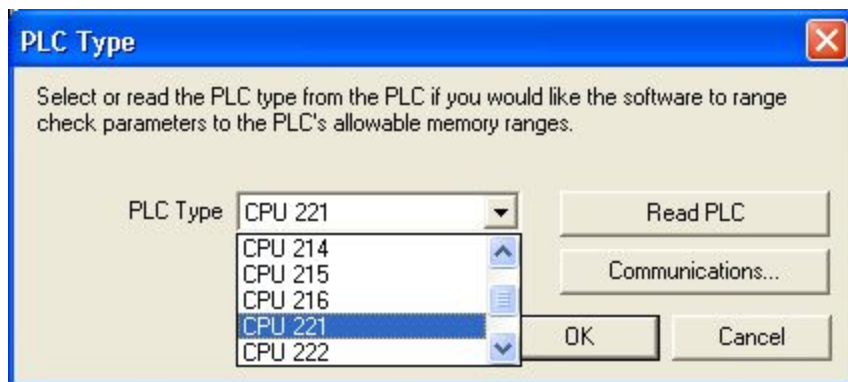 PLC Type
Select or read the PLC type from the PLC if you would like the software to range
check parameters to the PLC's allowable memory ranges.
PLC Type CPU 221 Read PLC
CPU 214
CPU 215 Communications...
CPU 216
CPU 221
CPU 222 OK Cancel